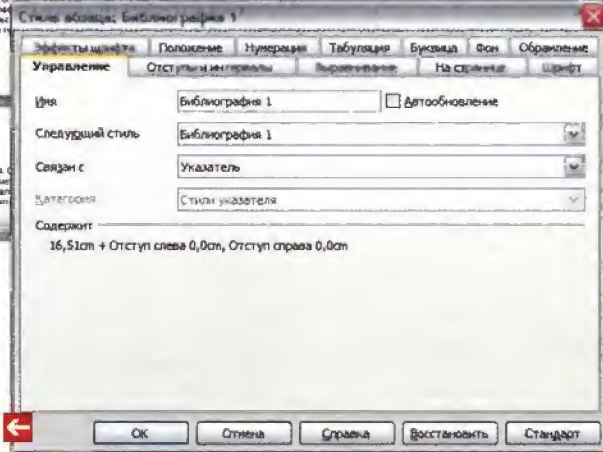 Стиль абзаца: Библиография 1
Эффекты шрифта Положение Нумерация Табуляция Буквица Фон Обрамление
Управление Отступы и интервалы Выравнивание На странице Шрифт
Имя Библиография 1 Автообновление
Следующий стиль Библиография 1
Связан с Указатель
Категория Стили указателя
Содержит
16,51cm + Отступ слева 0,0cm, Отступ справа 0,0cm
OK Отмена Справка Восстановить Стандарт